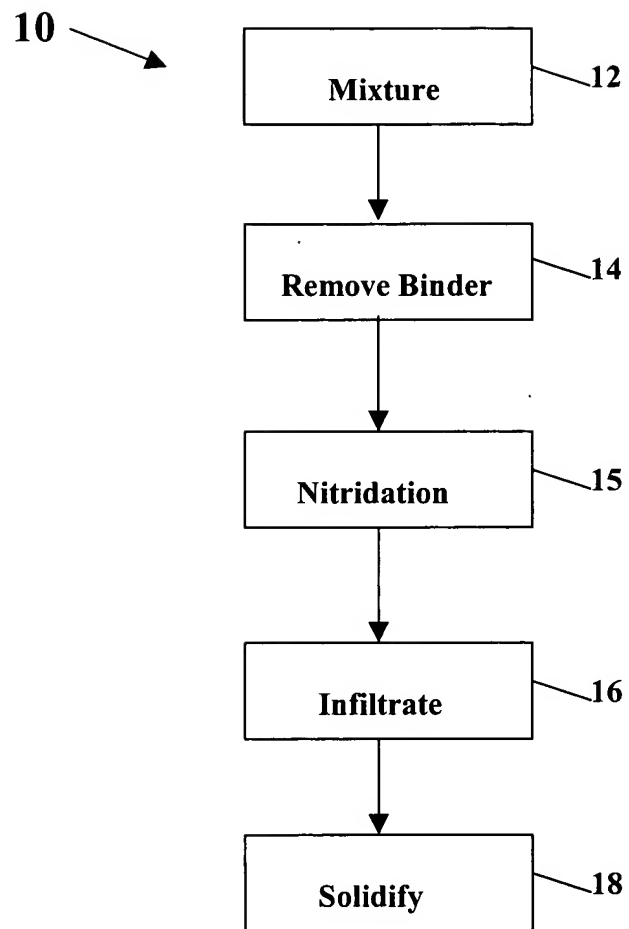 10
Mixture
12
Remove Binder
14
Nitridation
15
Infiltrate
16
Solidify
18